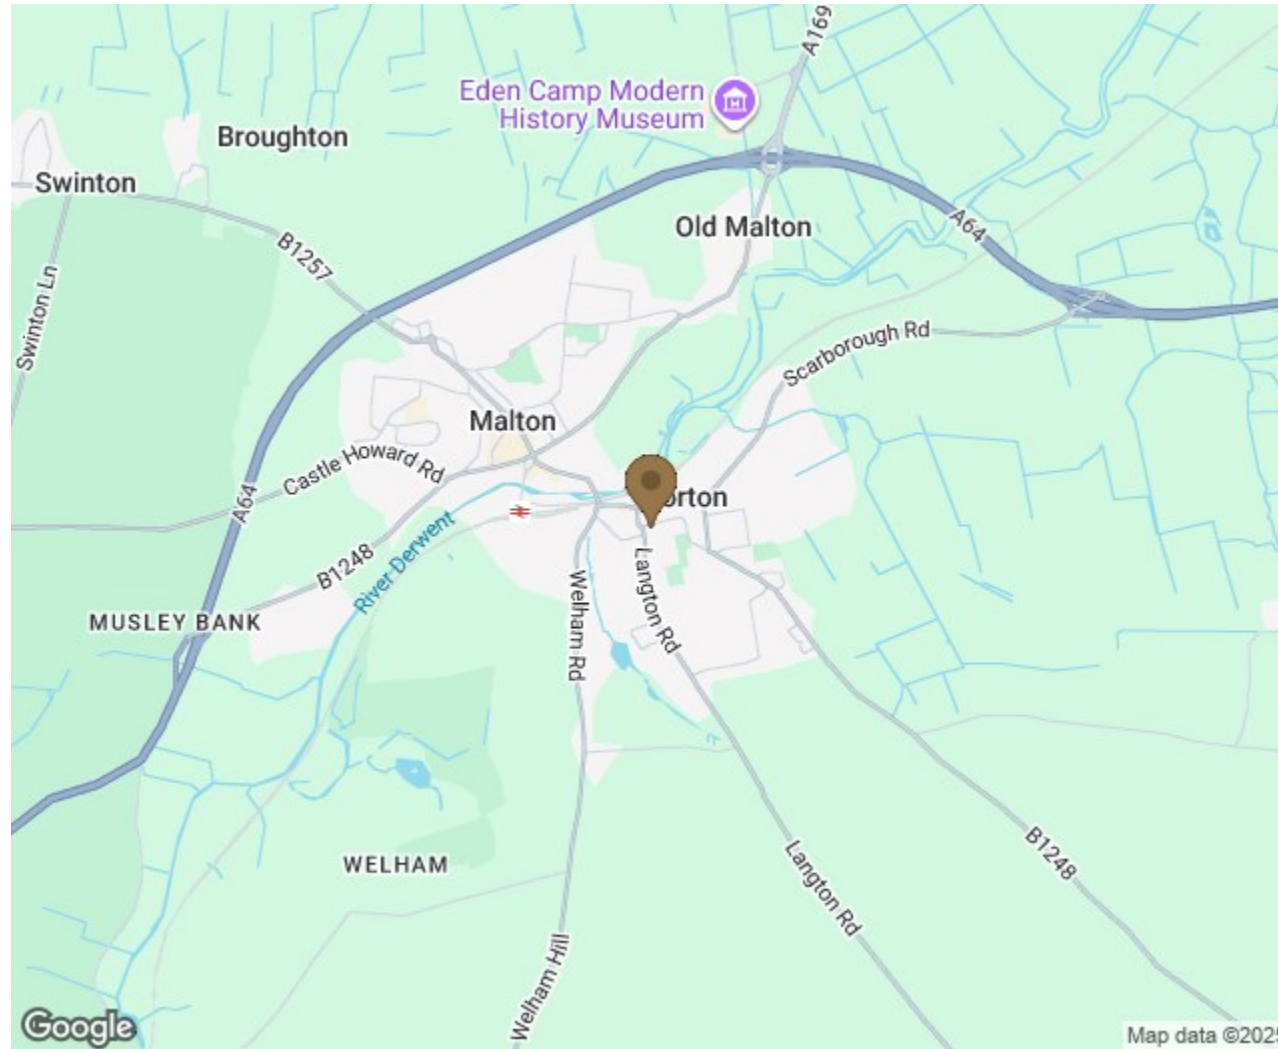 A169
Eden Camp Modern
History Museum
Broughton
Swinton
Old Malton
A64
B1257
Swinton Ln
Scarborough Rd
Malton
Castle Howard Rd
A64
orton
River Derwent
B1248
Langton Rd
Welham Rd
MUSLEY BANK
WELHAM
B1248
Langton Rd
Welham Hill
Google
Map data ©2025